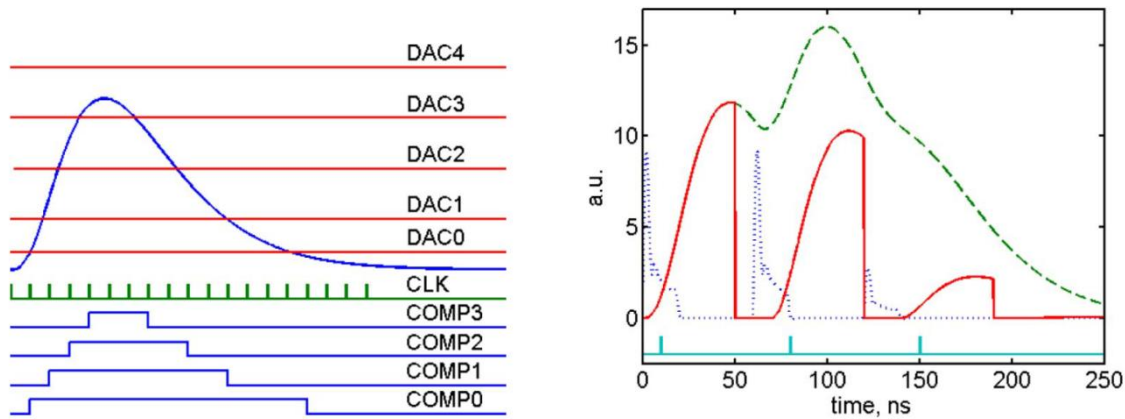 DAC4
DAC3
DAC2
DAC1
DAC0
CLK
COMP3
COMP2
COMP1
COMP0
15
10
5
0
a.u.
0 50 100 150 200 250
time, ns